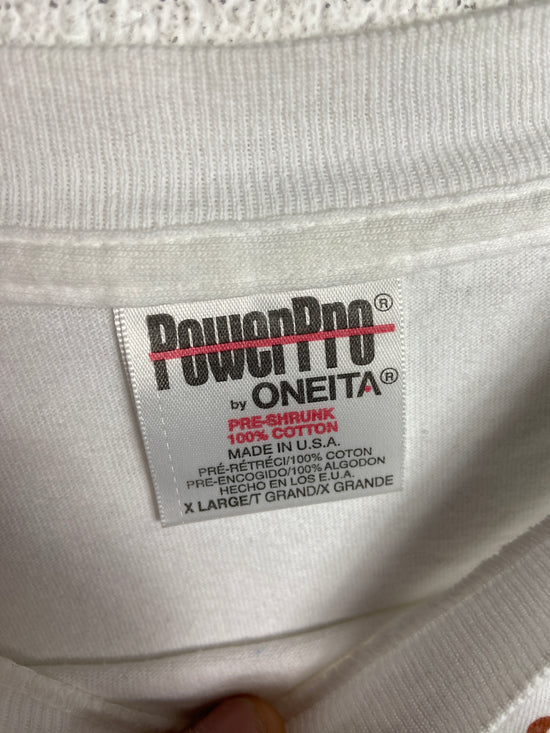 PowerPro®
by ONEITA®
PRE-SHRUNK
100% COTTON
MADE IN U.S.A.
PRÉ-RÉTRÉCI/100% COTON
PRE-ENCOGIDO/100% ALGODON
HECHO EN LOS E.U.A.
X LARGE/T GRAND/X GRANDE